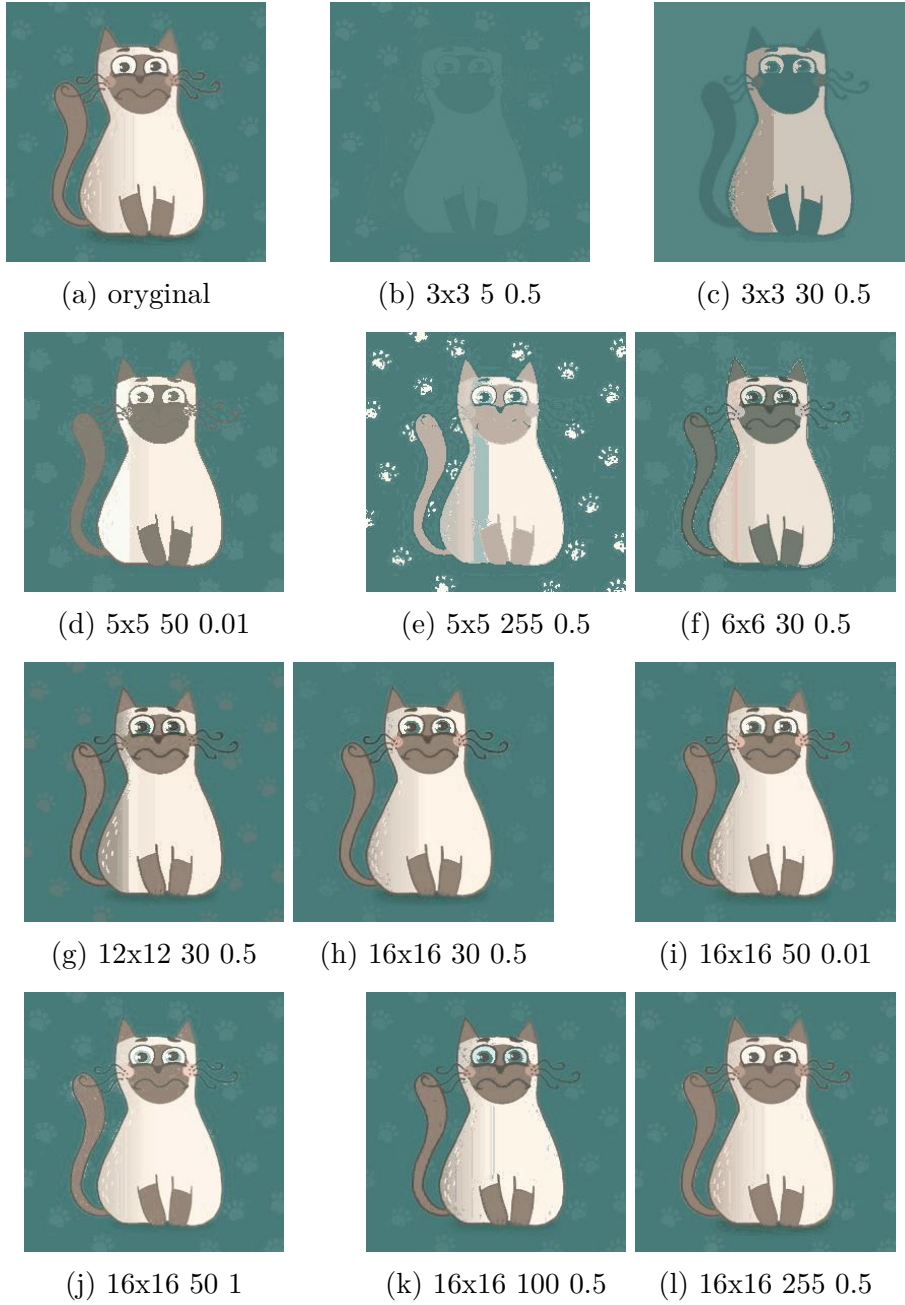 (a) oryginal
(b) 3x3 5 0.5
(c) 3x3 30 0.5
(d) 5x5 50 0.01
(e) 5x5 255 0.5
(f) 6x6 30 0.5
(g) 12x12 30 0.5
(h) 16x16 30 0.5
(i) 16x16 50 0.01
(j) 16x16 50 1
(k) 16x16 100 0.5
(l) 16x16 255 0.5